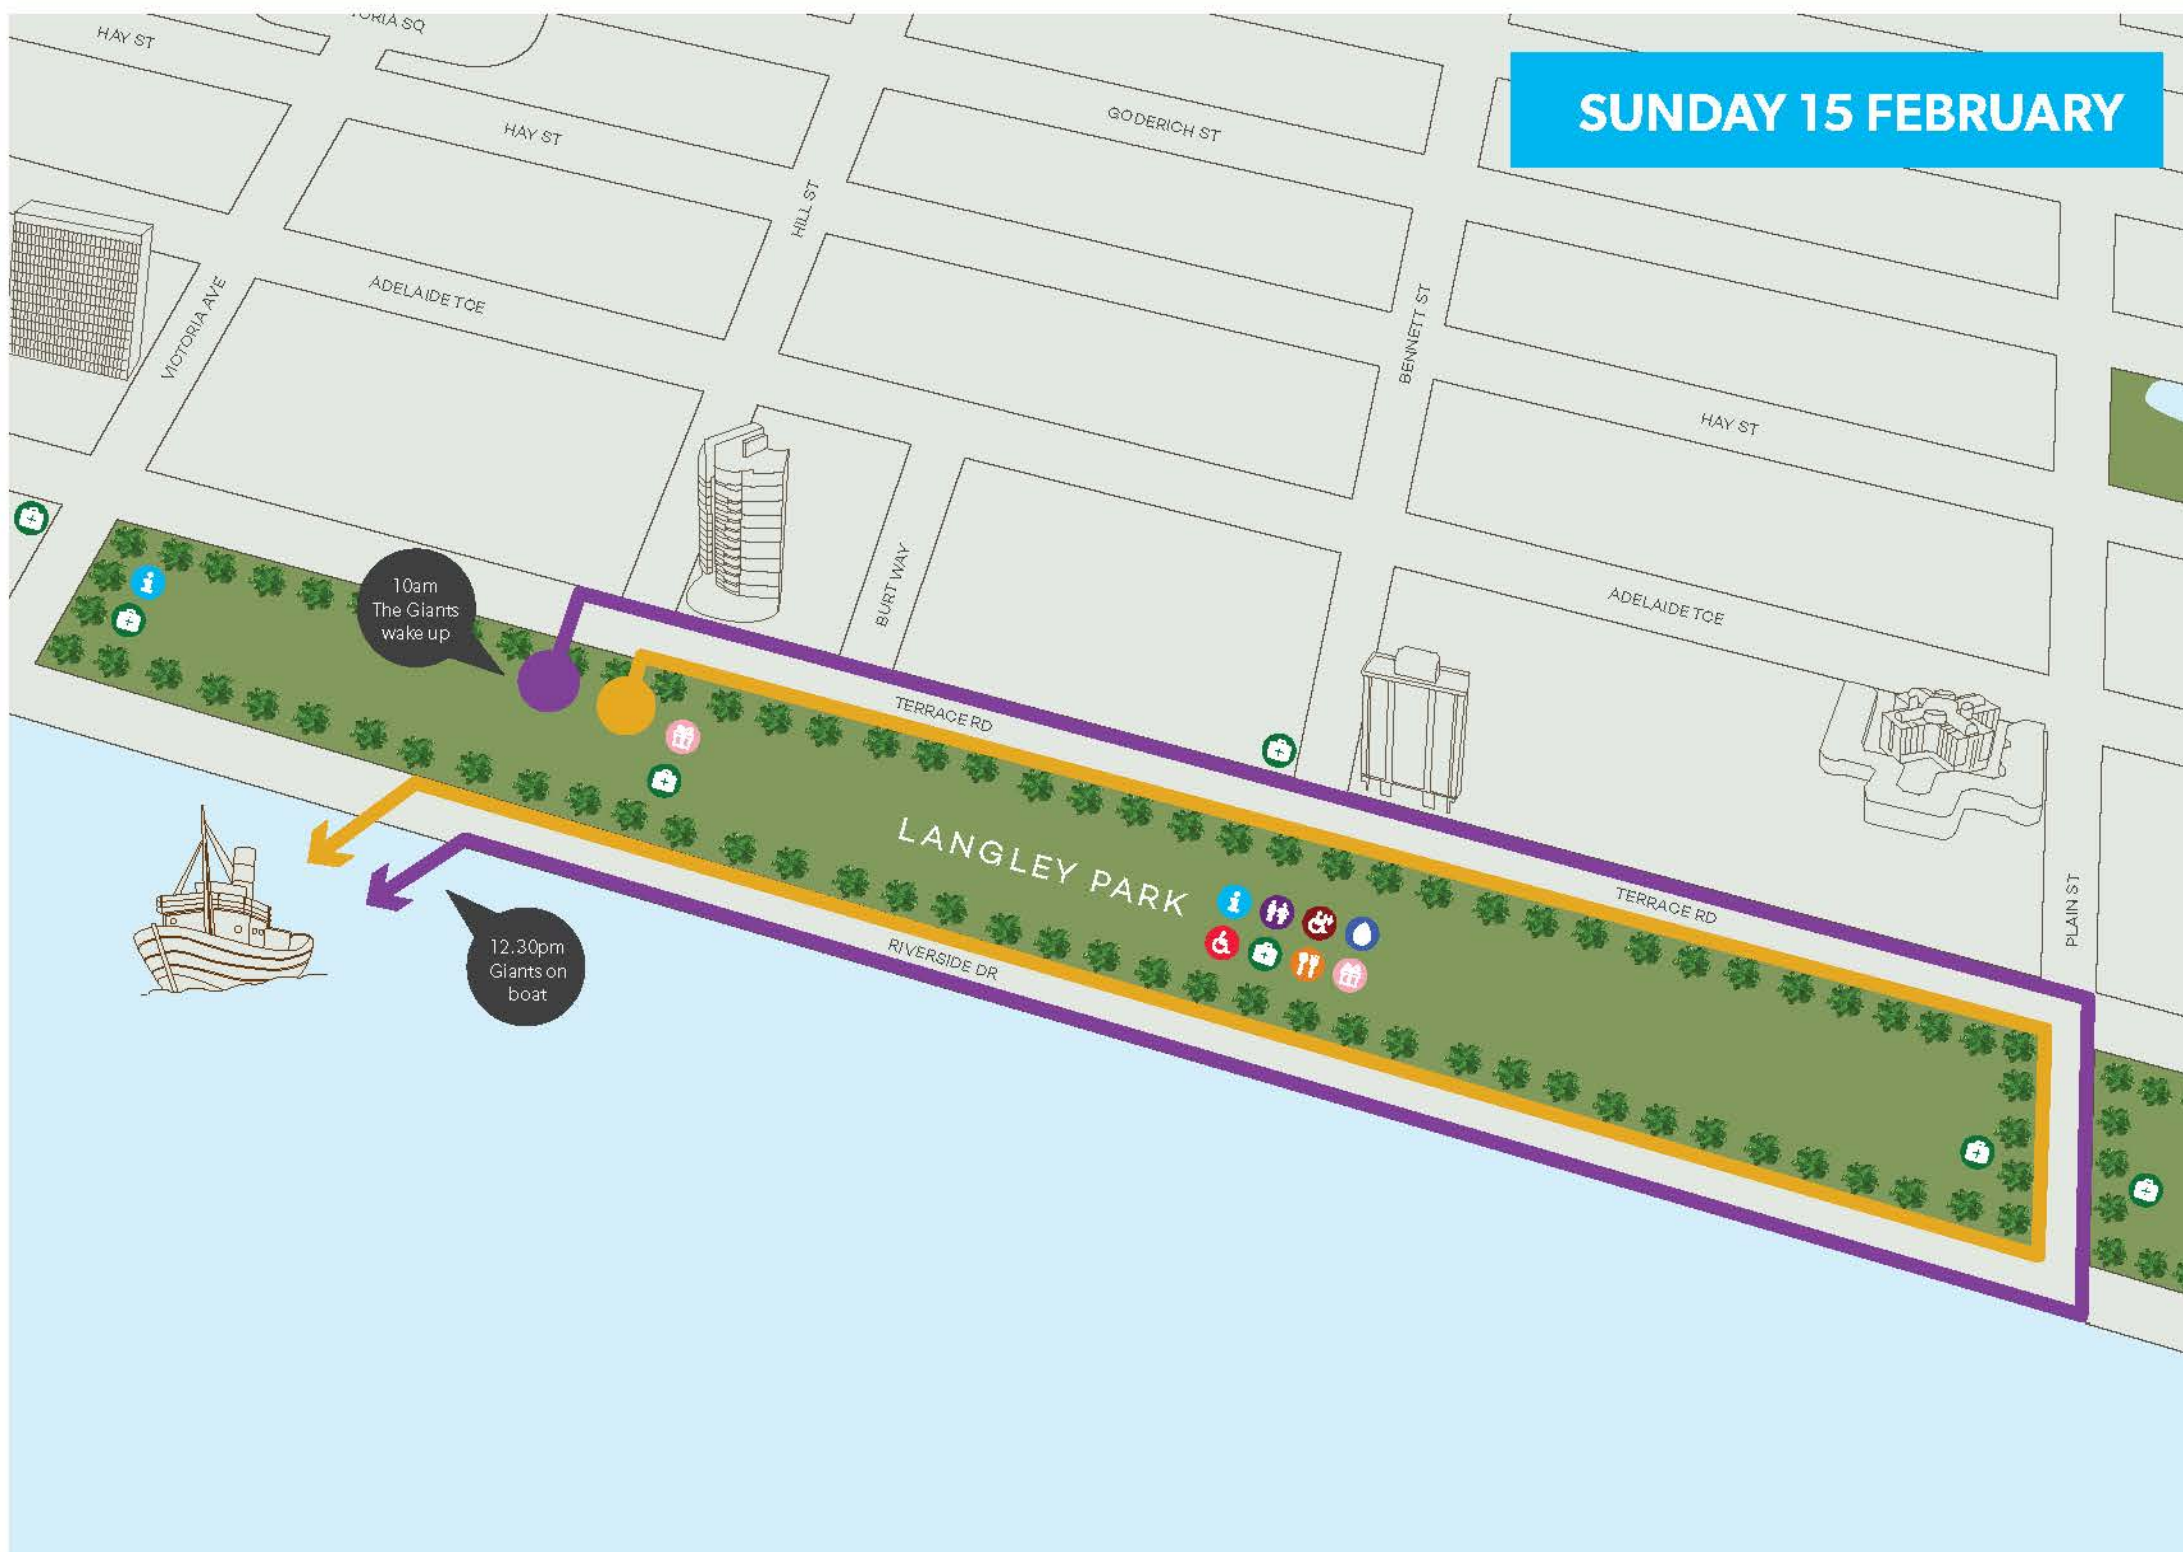 HAY ST
SUNDAY 15 FEBRUARY
HAY ST
GODERICH ST
HILL ST
ADELAIDE TCE
VICTORIA AVE
BENNETT ST
HAY ST
10am
The Giants
wake up
BURT WAY
ADELAIDE TCE
TERRACE RD
LANGLEY PARK
TERRACE RD
PLAIN ST
12.30pm
Giants on
boat
RIVERSIDE DR